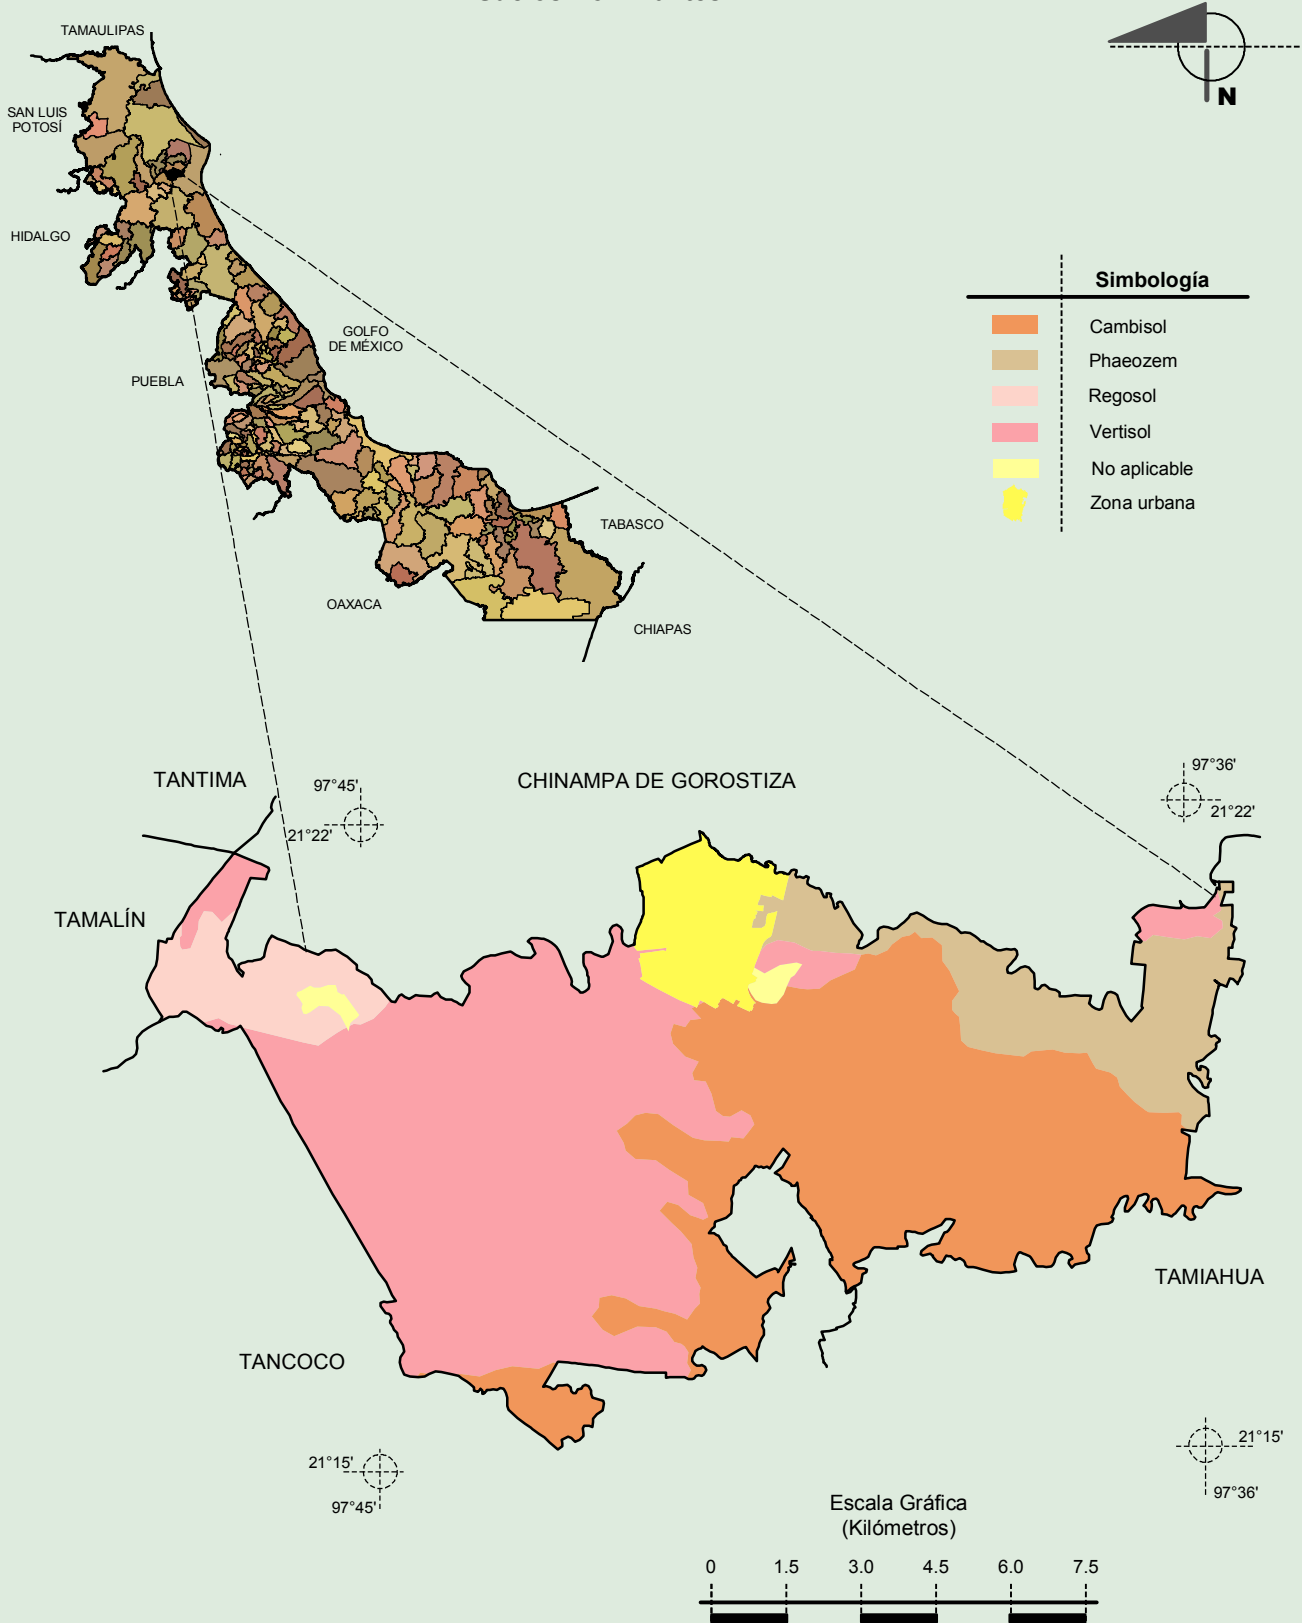 TAMAULIPAS
N
SAN LUIS
POTOSÍ
HIDALGO
GOLFO
DE MÉXICO
PUEBLA
Simbología
Cambisol
Phaeozem
Regosol
Vertisol
No aplicable
Zona urbana
TABASCO
OAXACA
CHIAPAS
TANTIMA
97°45'
21°22'
CHINAMPA DE GOROSTIZA
97°36'
21°22'
TAMALÍN
TAMIAHUA
TANCOCO
21°15'
97°45'
21°15'
97°36'
Escala Gráfica
(Kilómetros)
0 1.5 3.0 4.5 6.0 7.5